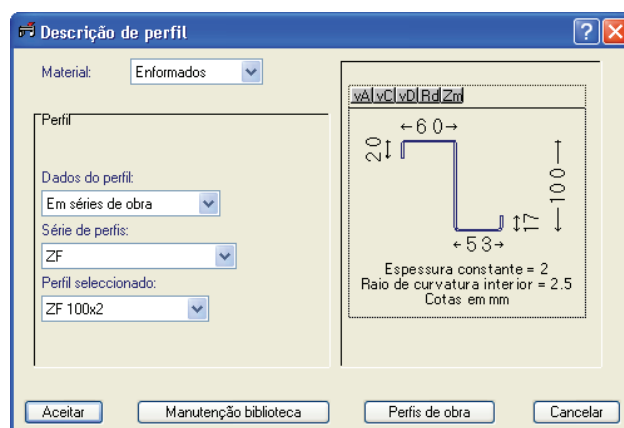 Descrição de perfil
Material: Enformados
Perfil
Dados do perfil:
Em séries de obra
Série de perfis:
ZF
Perfil seleccionado:
ZF 100x2
vA vC vD Rd Zm
60
20
100
17
53
Espessura constante = 2
Raio de curvatura interior = 2.5
Cotas em mm
Aceitar Manutenção biblioteca Perfis de obra Cancelar